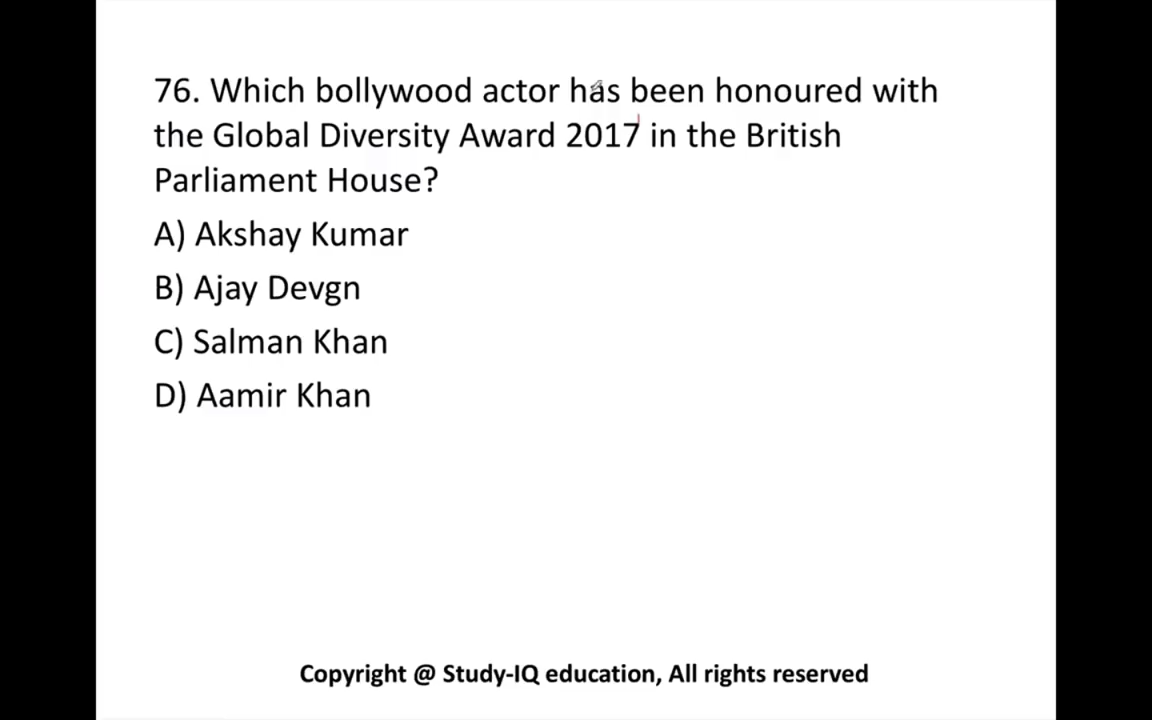 76. Which bollywood actor has been honoured with
the Global Diversity Award 2017 in the British
Parliament House?
A) Akshay Kumar
B) Ajay Devgn
C) Salman Khan
D) Aamir Khan
Copyright @ Study-IQ education, All rights reserved